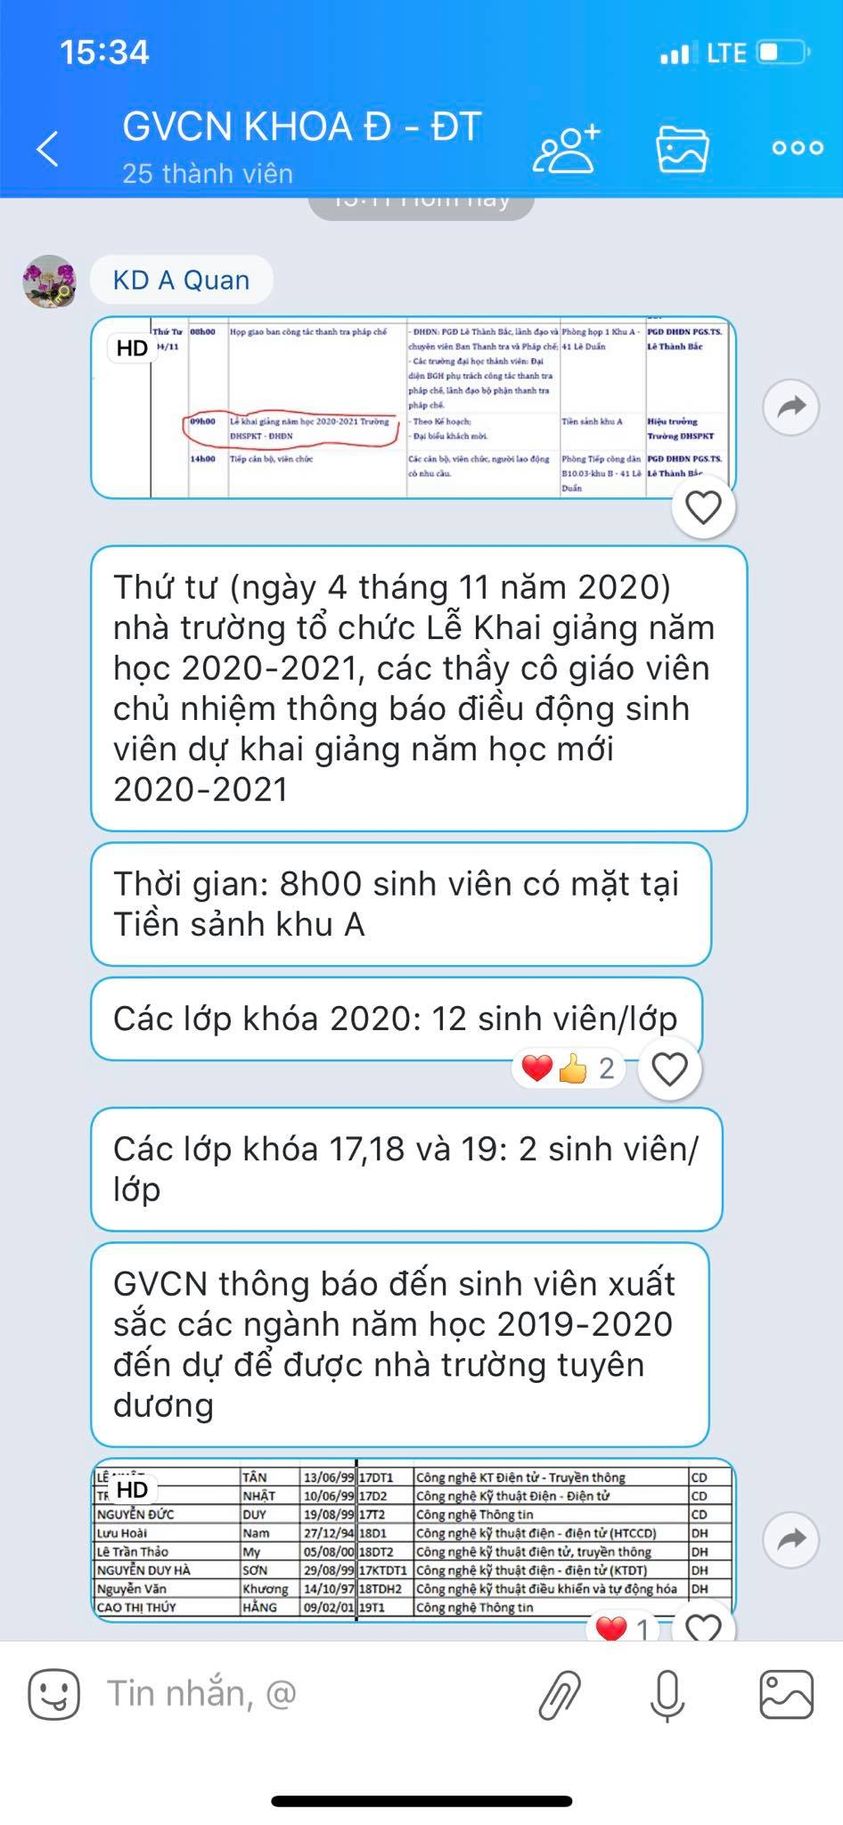 15:34
LTE
GVCN KHOA Đ - ĐT
25 thành viên
15:11 Hôm nay
KD A Quan
HD
Thứ Tư 08h00 Họp giao ban công tác thanh tra pháp chế - ĐHĐN: PGĐ Lê Thành Bắc, lãnh đạo và Phòng họp 1 Khu A - PGĐ ĐHĐN PGS.TS.
04/11 chuyên viên Ban Thanh tra và Pháp chế; 41 Lê Duẩn Lê Thành Bắc
- Các trường đại học thành viên: Đại
diện BGH phụ trách công tác thanh tra
pháp chế, lãnh đạo bộ phận thanh tra
pháp chế.
09h00 Lễ khai giảng năm học 2020-2021 Trường - Theo Kế hoạch; Tiền sảnh khu A Hiệu trưởng
ĐHSPKT - ĐHĐN - Đại biểu khách mời. Trường ĐHSPKT
14h00 Tiếp cán bộ, viên chức Các cán bộ, viên chức, người lao động Phòng Tiếp công dân PGĐ ĐHĐN PGS.TS.
có nhu cầu. B10.03-khu B - 41 Lê Lê Thành Bắc
Duẩn
Thứ tư (ngày 4 tháng 11 năm 2020)
nhà trường tổ chức Lễ Khai giảng năm
học 2020-2021, các thầy cô giáo viên
chủ nhiệm thông báo điều động sinh
viên dự khai giảng năm học mới
2020-2021
Thời gian: 8h00 sinh viên có mặt tại
Tiền sảnh khu A
Các lớp khóa 2020: 12 sinh viên/lớp
2
Các lớp khóa 17,18 và 19: 2 sinh viên/
lớp
GVCN thông báo đến sinh viên xuất
sắc các ngành năm học 2019-2020
đến dự để được nhà trường tuyên
dương
HD
LÊ TÂN 13/06/99 17DT1 Công nghệ KT Điện tử - Truyền thông CD
NHẬT 10/06/99 17D2 Công nghệ Kỹ thuật Điện - Điện tử CD
NGUYỄN ĐỨC DUY 19/08/99 17T2 Công nghệ Thông tin CD
Lưu Hoài Nam 27/12/94 18D1 Công nghệ kỹ thuật điện - điện tử (HTCCD) DH
Lê Trần Thảo My 05/08/00 18DT2 Công nghệ kỹ thuật điện tử, truyền thông DH
NGUYỄN DUY HÀ SƠN 29/08/99 17KTDT1 Công nghệ kỹ thuật điện - điện tử (KTDT) DH
Nguyễn Văn Khương 14/10/97 18TDH2 Công nghệ kỹ thuật điều khiển và tự động hóa DH
CAO THỊ THÚY HẰNG 09/02/01 19T1 Công nghệ Thông tin
1
Tin nhắn, @